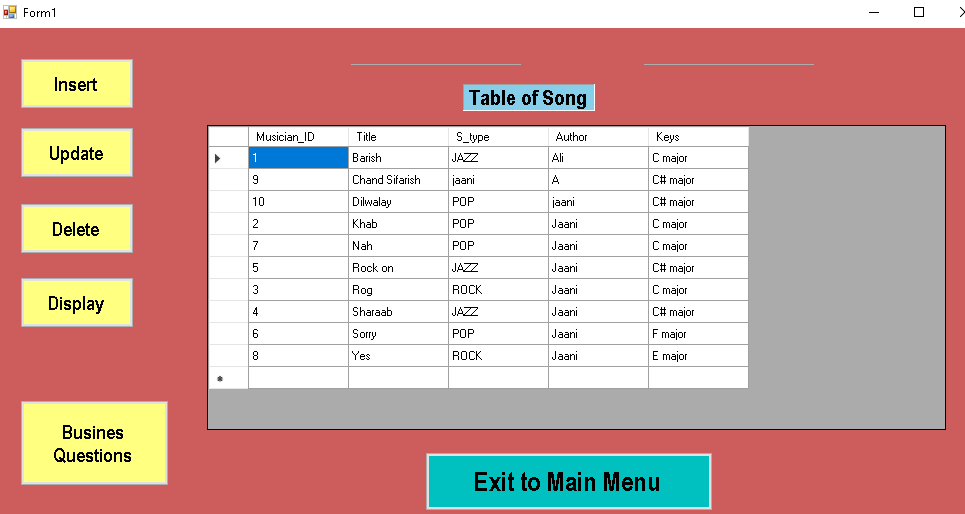 Form1
Insert
Update
Delete
Display
Busines
Questions
Table of Song
Musician_ID Title S_type Author Keys
1 Barish JAZZ Ali C major
9 Chand Sifarish jaani A C# major
10 Dilwalay POP jaani C# major
2 Khab POP Jaani C major
7 Nah POP Jaani C major
5 Rock on JAZZ Jaani C# major
3 Rog ROCK Jaani C major
4 Sharaab JAZZ Jaani C# major
6 Sorry POP Jaani F major
8 Yes ROCK Jaani E major
Exit to Main Menu